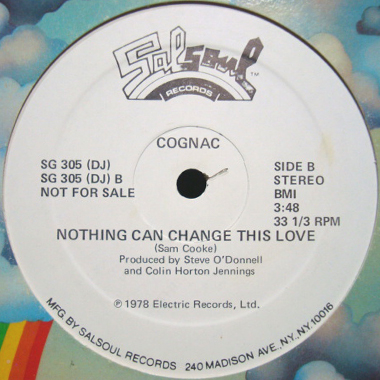 Salsoul
TM
RECORDS
COGNAC
SG 305 (DJ)
SG 305 (DJ) B
NOT FOR SALE
SIDE B
STEREO
BMI
3:48
33 1/3 RPM
NOTHING CAN CHANGE THIS LOVE
(Sam Cooke)
Produced by Steve O'Donnell
and Colin Horton Jennings
℗ 1978 Electric Records, Ltd.
MFG. BY SALSOUL RECORDS 240 MADISON AVE., N.Y., N.Y. 10016